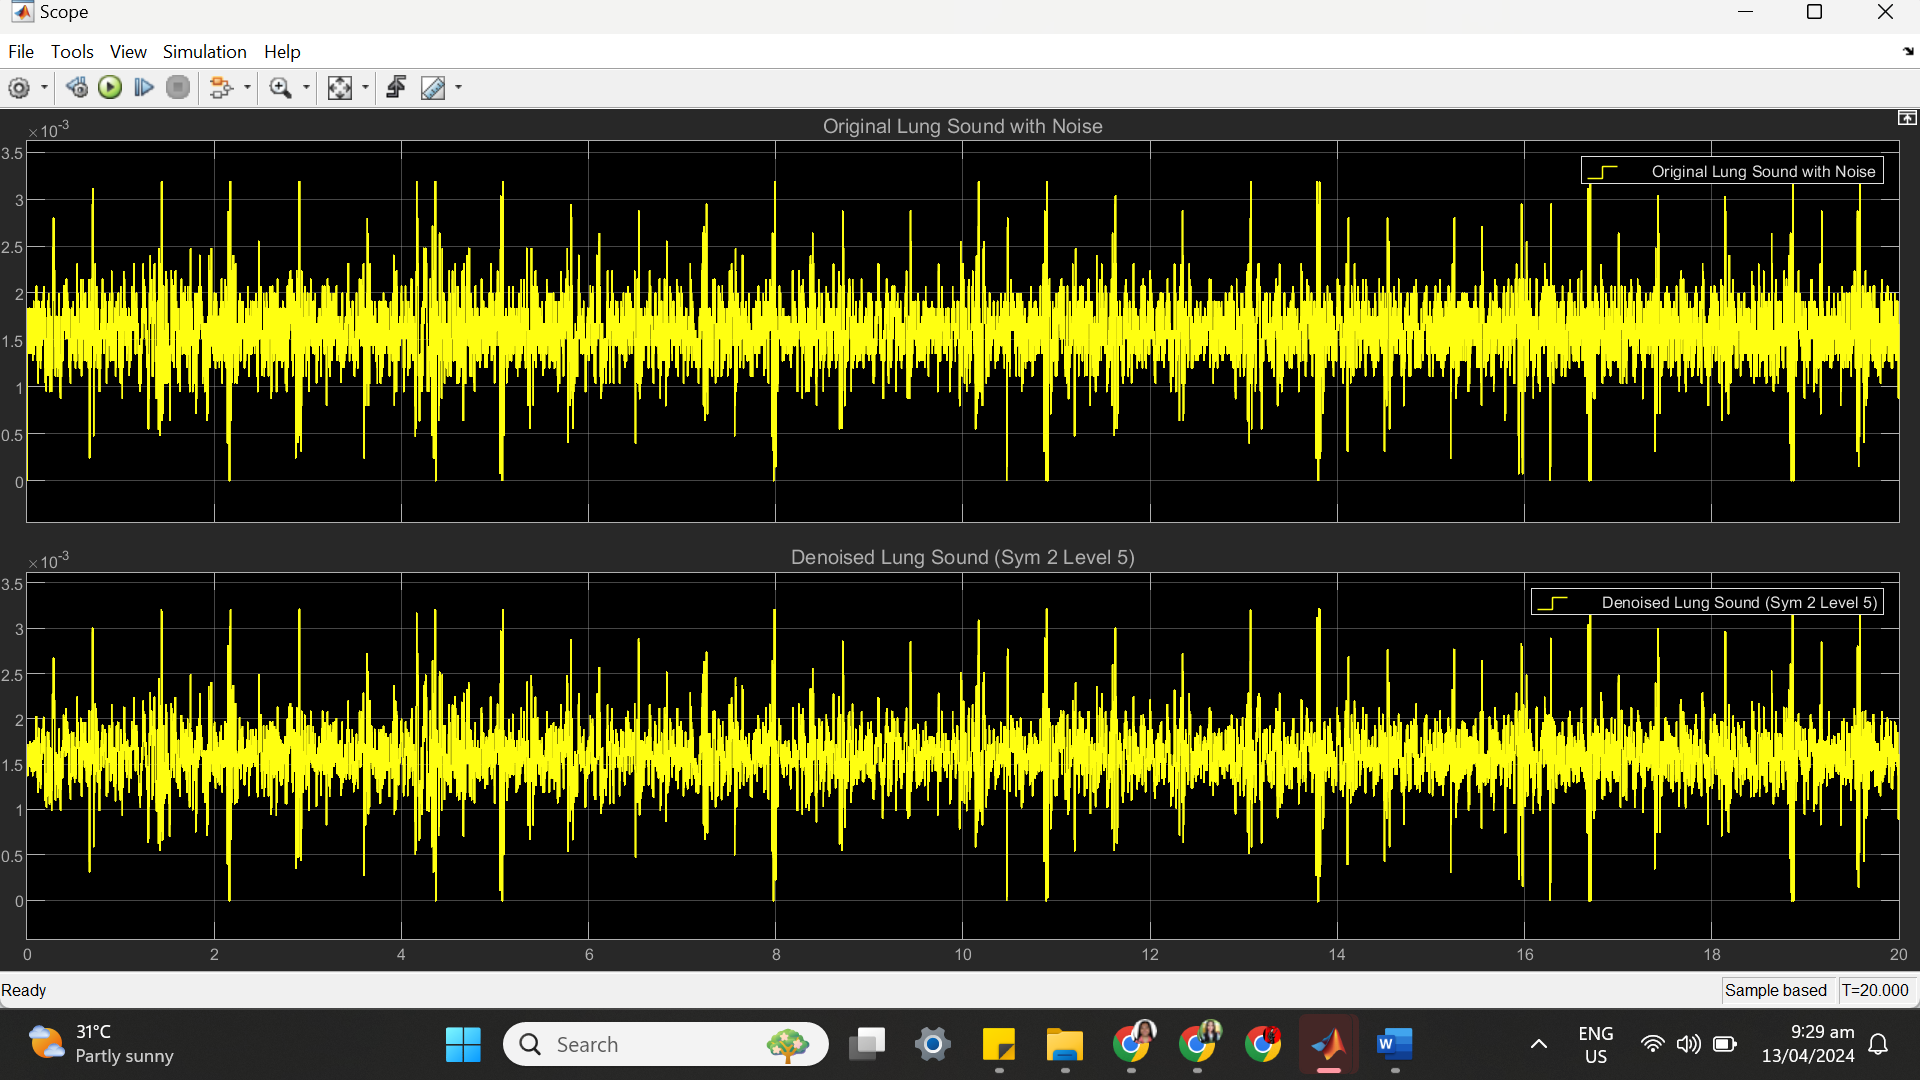 Scope
File Tools View Simulation Help
×10-3
Original Lung Sound with Noise
3.5
Original Lung Sound with Noise
3
2.5
2
1.5
1
0.5
0
×10-3
Denoised Lung Sound (Sym 2 Level 5)
3.5
Denoised Lung Sound (Sym 2 Level 5)
3
2.5
2
1.5
1
0.5
0
0 2 4 6 8 10 12 14 16 18 20
Ready
Sample based T=20.000
31°C
Partly sunny
Search
W
ENG
US
9:29 am
13/04/2024